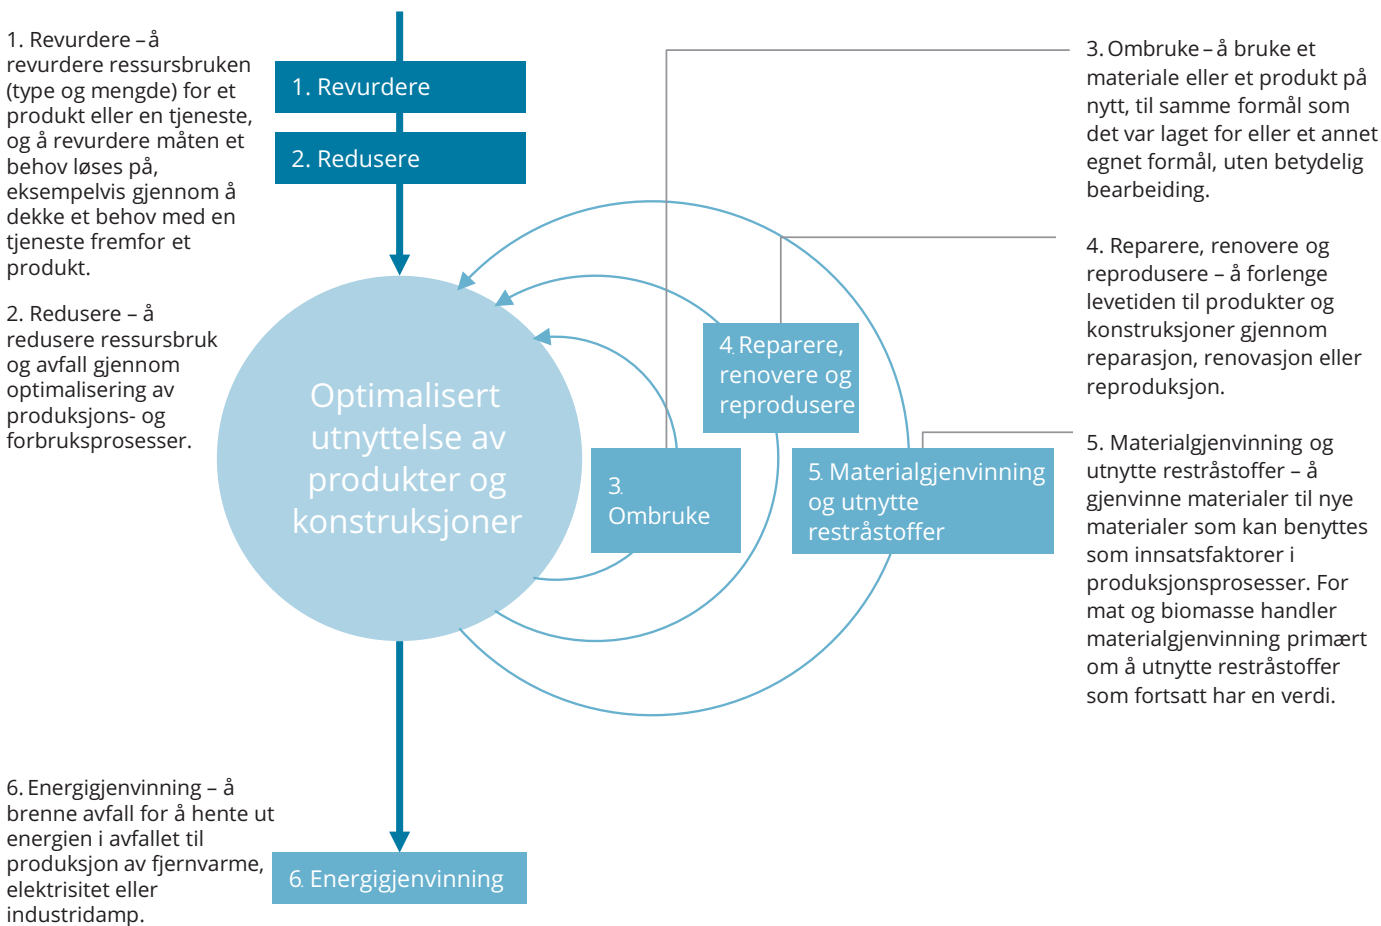 1. Revurdere – å
revurdere ressursbruken
(type og mengde) for et
produkt eller en tjeneste,
og å revurdere måten et
behov løses på,
eksempelvis gjennom å
dekke et behov med en
tjeneste fremfor et
produkt.
2. Redusere – å
redusere ressursbruk
og avfall gjennom
optimalisering av
produksjons- og
forbruksprosesser.
1. Revurdere
2. Redusere
Optimalisert
utnyttelse av
produkter og
konstruksjoner
3.
Ombruke
4. Reparere,
renovere og
reprodusere
5. Materialgjenvinning
og utnytte
restråstoffer
3. Ombruke – å bruke et
materiale eller et produkt på
nytt, til samme formål som
det var laget for eller et annet
egnet formål, uten betydelig
bearbeiding.
4. Reparere, renovere og
reprodusere – å forlenge
levetiden til produkter og
konstruksjoner gjennom
reparasjon, renovasjon eller
reproduksjon.
5. Materialgjenvinning og
utnytte restråstoffer – å
gjenvinne materialer til nye
materialer som kan benyttes
som innsatsfaktorer i
produksjonsprosesser. For
mat og biomasse handler
materialgjenvinning primært
om å utnytte restråstoffer
som fortsatt har en verdi.
6. Energigjenvinning – å
brenne avfall for å hente ut
energien i avfallet til
produksjon av fjernvarme,
elektrisitet eller
industridamp.
6. Energigjenvinning